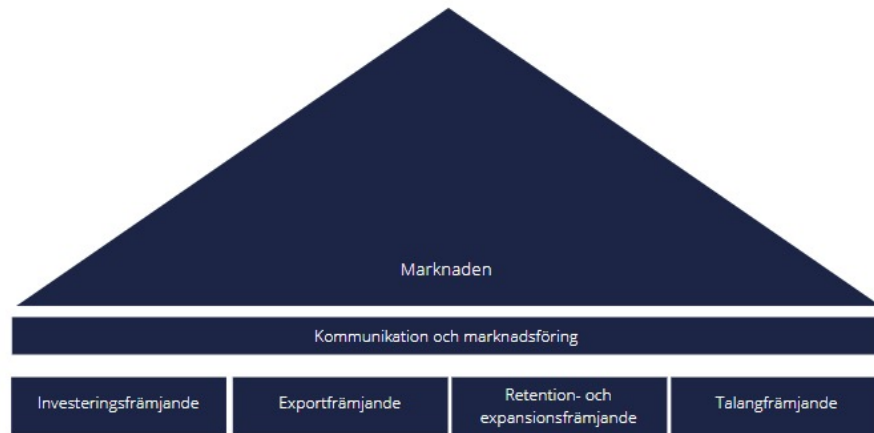 Marknaden
Kommunikation och marknadsföring
Investeringsfrämjande
Exportfrämjande
Retention- och
expansionsfrämjande
Talangfrämjande